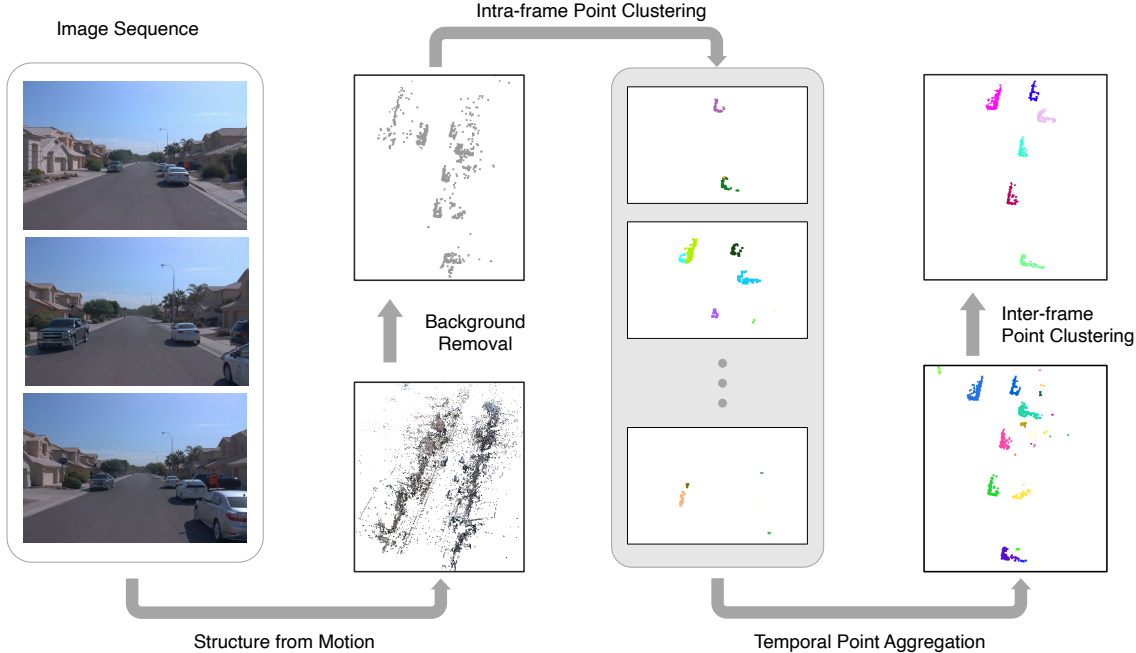 Intra-frame Point Clustering
Image Sequence
Background
Removal
Inter-frame
Point Clustering
Structure from Motion
Temporal Point Aggregation